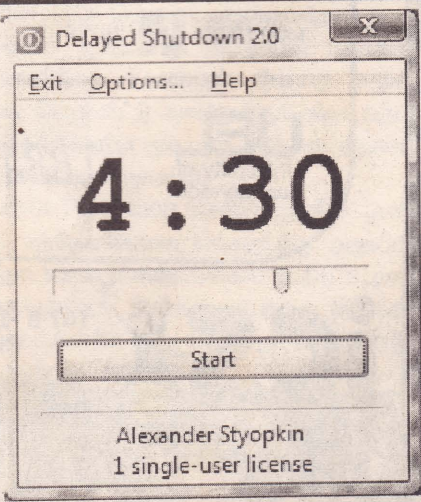 Delayed Shutdown 2.0
Exit Options... Help
4:30
Start
Alexander Styopkin
1 single-user license